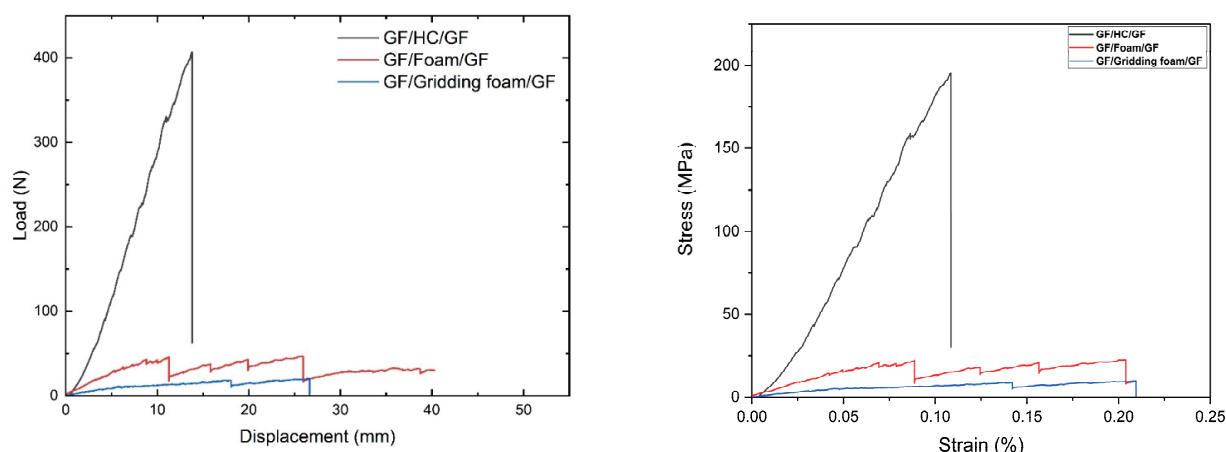 GF/HC/GF
GF/Foam/GF
GF/Gridding foam/GF
400
300
200
100
0
Load (N)
0 10 20 30 40 50
Displacement (mm)
GF/HC/GF
GF/Foam/GF
GF/Gridding foam/GF
200
150
100
50
0
Stress (MPa)
0.00 0.05 0.10 0.15 0.20 0.25
Strain (%)